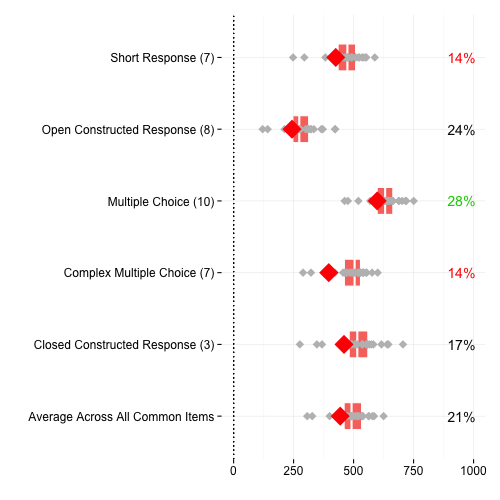 Short Response (7) 14%
Open Constructed Response (8) 24%
Multiple Choice (10) 28%
Complex Multiple Choice (7) 14%
Closed Constructed Response (3) 17%
Average Across All Common Items 21%
0 250 500 750 1000